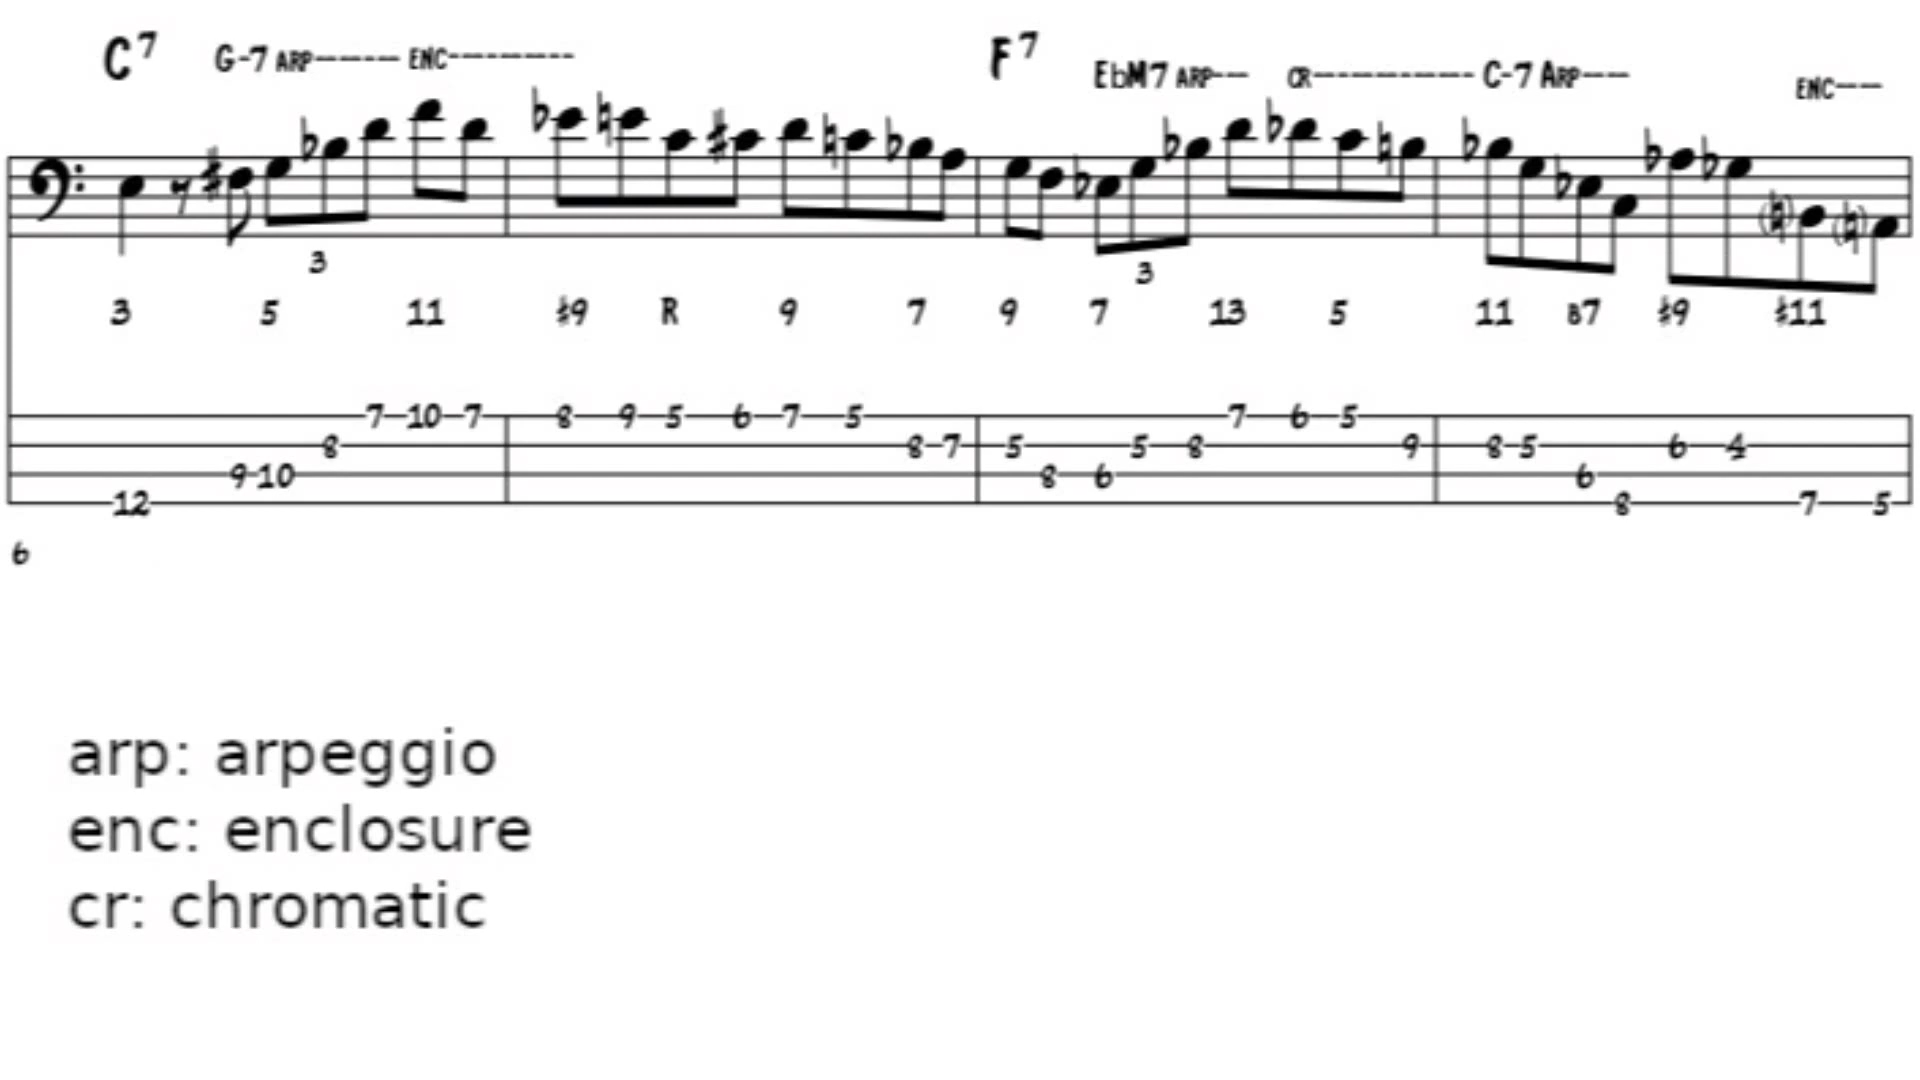 C7 G-7 ARP------- ENC---------- F7 EbM7 ARP--- CR------------- C-7 ARP---- ENC----
3 3
3 5 11 ♯9 R 9 7 9 7 13 5 11 B7 ♯9 ♯11
7 10 7 8 9 5 6 7 5 7 6 5
8 8 7 5 5 8 9 8 5 6 4
9 10 8 6 6
12 8 7 5
6
arp: arpeggio
enc: enclosure
cr: chromatic